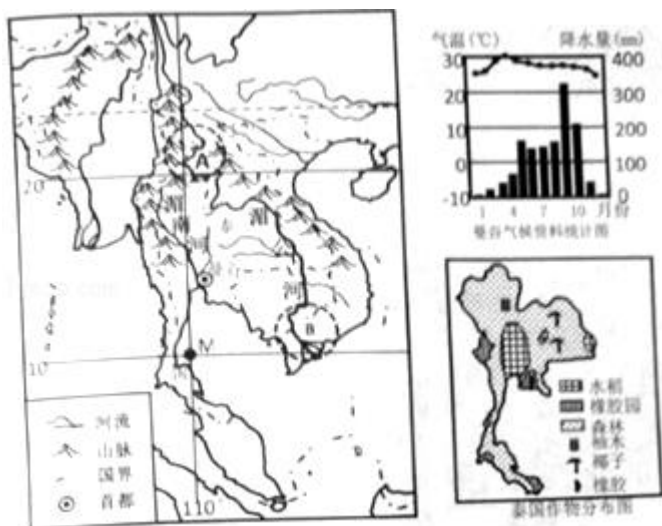 气温(℃) 降水量(mm)
30 400
20 300
10 200
0 100
-10 0
1 4 7 10 月份
曼谷气候资料统计图
A
20
湄南河
湄
河
B
M
10
110
河流
山脉
国界
首都
水稻
橡胶园
森林
柚木
椰子
橡胶
泰国作物分布图